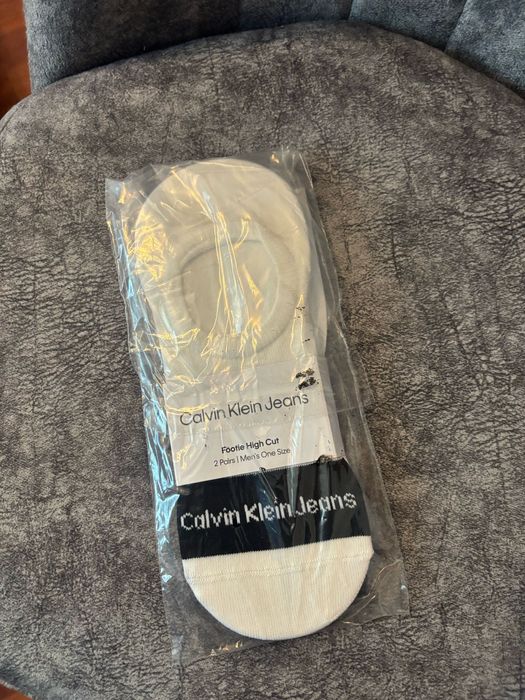 Calvin Klein Jeans
Footie High Cut
2 Pairs | Men's One Size
Calvin Klein Jeans